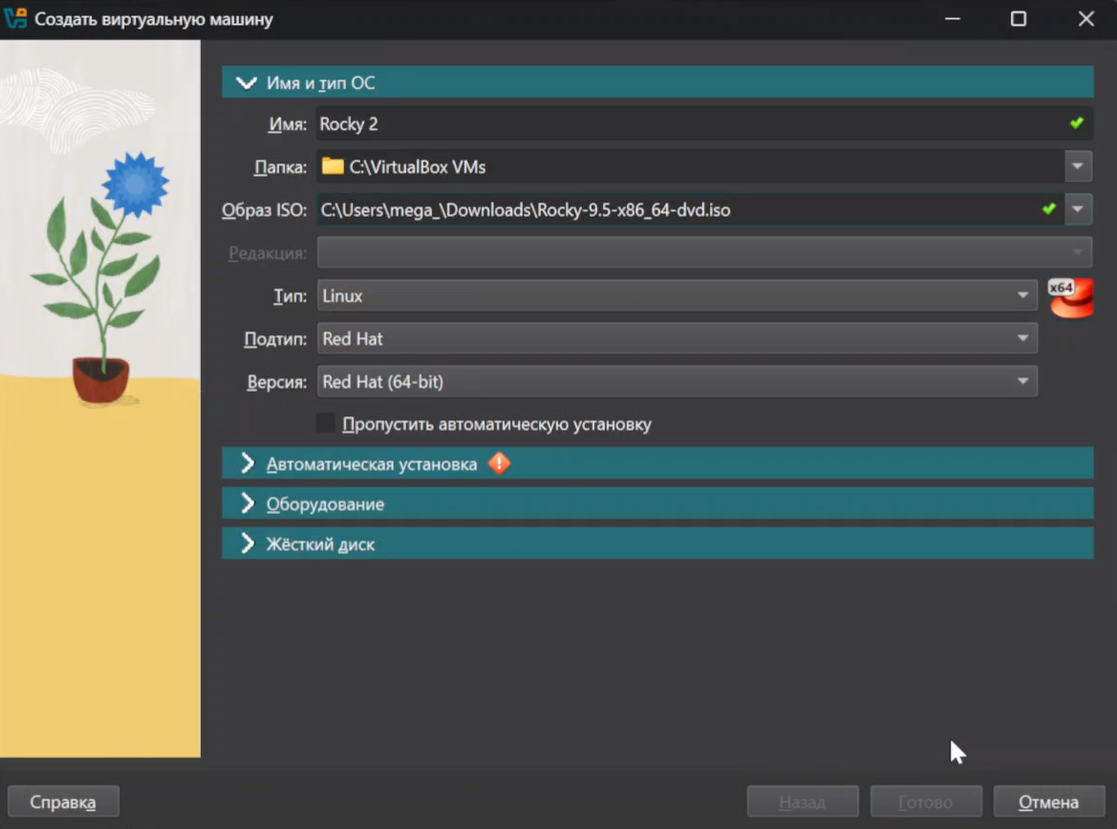 Создать виртуальную машину
Имя и тип ОС
Имя: Rocky 2
Папка: C:\VirtualBox VMs
Образ ISO: C:\Users\mega_\Downloads\Rocky-9.5-x86_64-dvd.iso
Редакция:
Тип: Linux x64
Подтип: Red Hat
Версия: Red Hat (64-bit)
Пропустить автоматическую установку
Автоматическая установка
Оборудование
Жёсткий диск
Справка Назад Готово Отмена